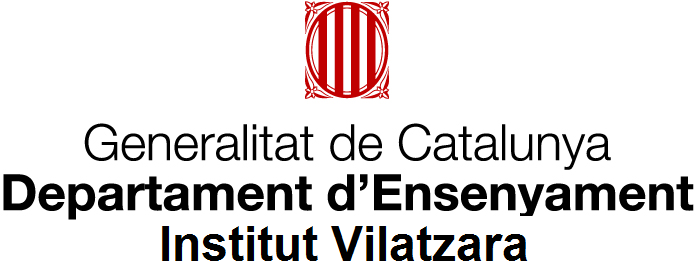 Generalitat de Catalunya
Departament d'Ensenyament
Institut Vilatzara